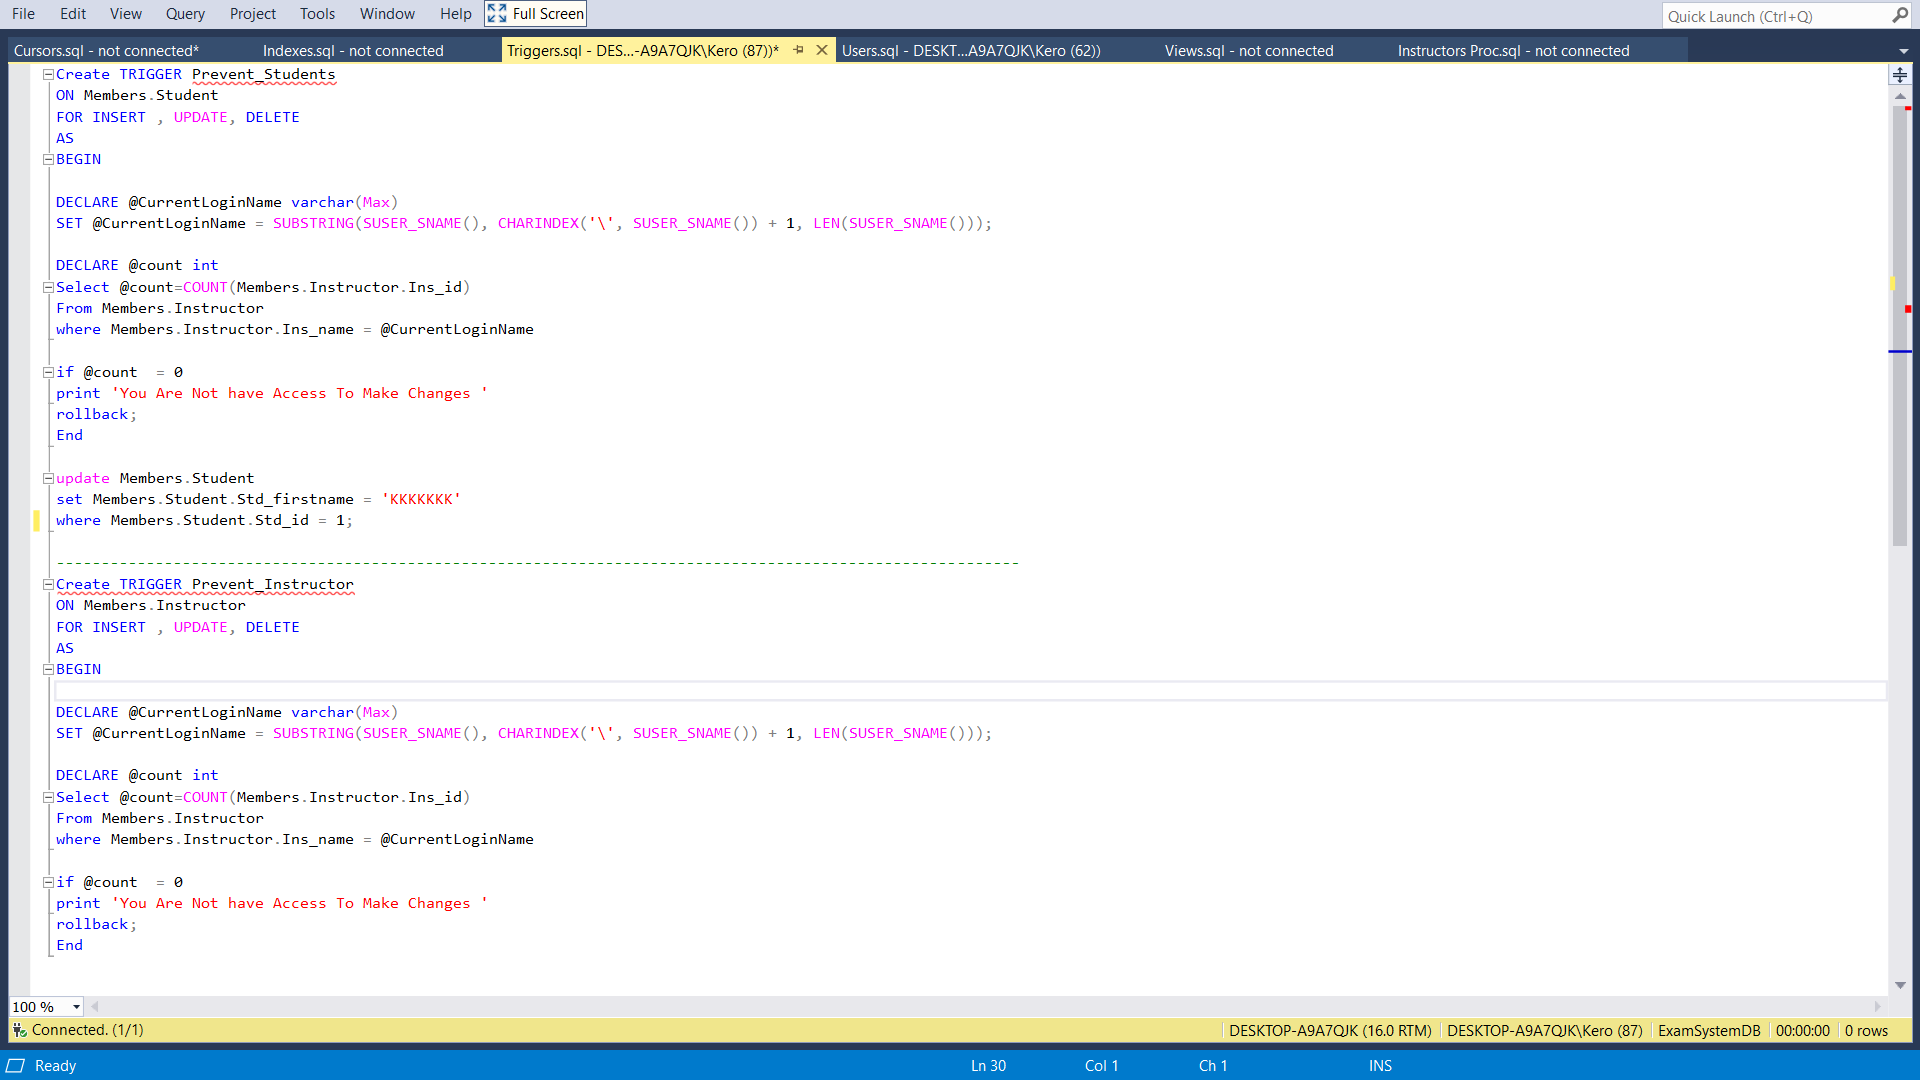 File Edit View Query Project Tools Window Help Full Screen
Quick Launch (Ctrl+Q)
Cursors.sql - not connected* Indexes.sql - not connected Triggers.sql - DES...-A9A7QJK\Kero (87))* Users.sql - DESKT...A9A7QJK\Kero (62)) Views.sql - not connected Instructors Proc.sql - not connected
Create TRIGGER Prevent_Students
ON Members.Student
FOR INSERT , UPDATE, DELETE
AS
BEGIN
DECLARE @CurrentLoginName varchar(Max)
SET @CurrentLoginName = SUBSTRING(SUSER_SNAME(), CHARINDEX('\', SUSER_SNAME()) + 1, LEN(SUSER_SNAME()));
DECLARE @count int
Select @count=COUNT(Members.Instructor.Ins_id)
From Members.Instructor
where Members.Instructor.Ins_name = @CurrentLoginName
if @count  = 0
print 'You Are Not have Access To Make Changes '
rollback;
End
update Members.Student
set Members.Student.Std_firstname = 'KKKKKKK'
where Members.Student.Std_id = 1;
-----------------------------------------------------------------------------------------------------------
Create TRIGGER Prevent_Instructor
ON Members.Instructor
FOR INSERT , UPDATE, DELETE
AS
BEGIN
DECLARE @CurrentLoginName varchar(Max)
SET @CurrentLoginName = SUBSTRING(SUSER_SNAME(), CHARINDEX('\', SUSER_SNAME()) + 1, LEN(SUSER_SNAME()));
DECLARE @count int
Select @count=COUNT(Members.Instructor.Ins_id)
From Members.Instructor
where Members.Instructor.Ins_name = @CurrentLoginName
if @count  = 0
print 'You Are Not have Access To Make Changes '
rollback;
End
100 %
Connected. (1/1) DESKTOP-A9A7QJK (16.0 RTM) DESKTOP-A9A7QJK\Kero (87) ExamSystemDB 00:00:00 0 rows
Ready Ln 30 Col 1 Ch 1 INS